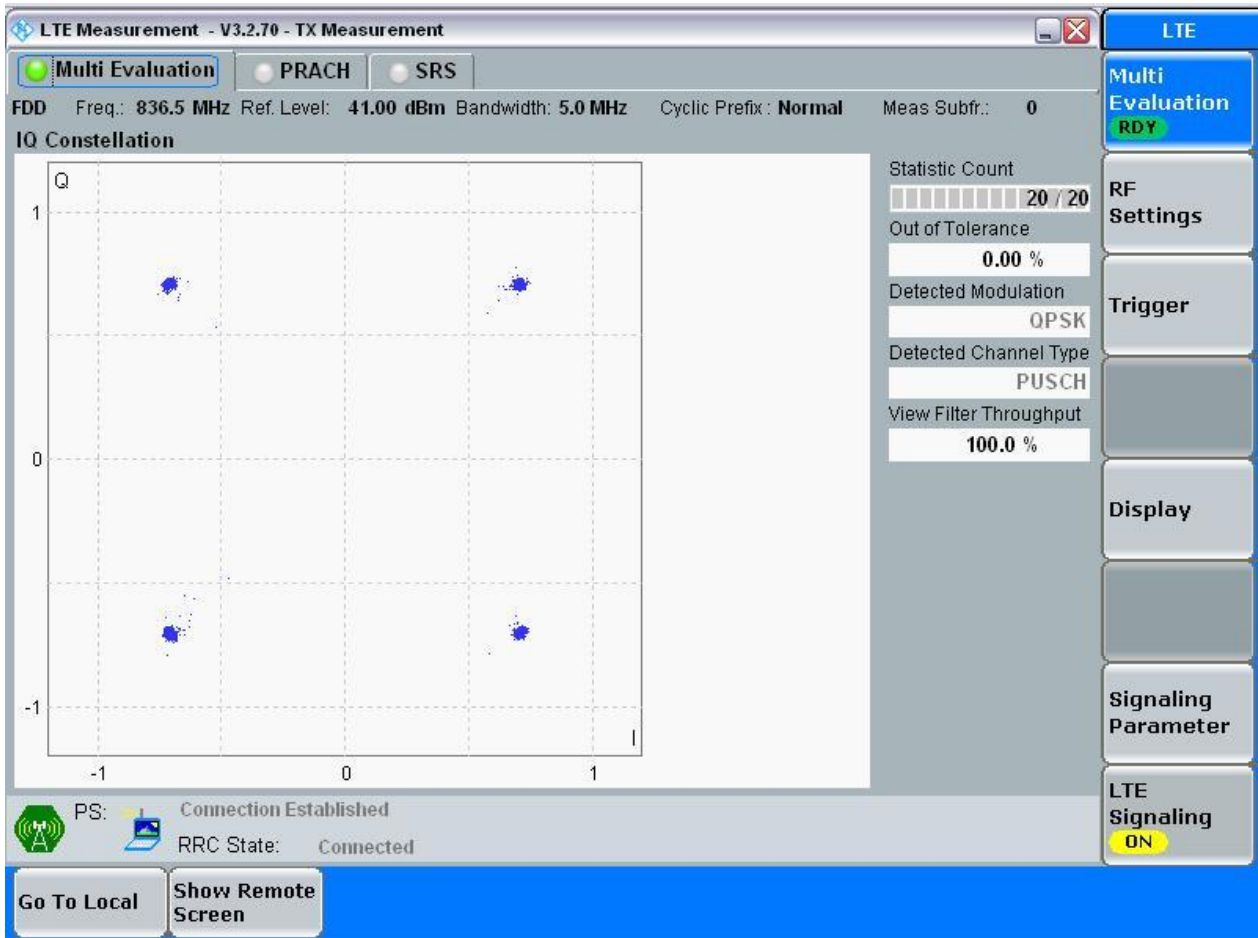 LTE Measurement - V3.2.70 - TX Measurement
LTE
Multi Evaluation PRACH SRS
FDD Freq.: 836.5 MHz Ref. Level: 41.00 dBm Bandwidth: 5.0 MHz Cyclic Prefix : Normal Meas Subfr.: 0
IQ Constellation
Multi
Evaluation
RDY
Q
1
0
-1
-1 0 1
I
Statistic Count
20 / 20
Out of Tolerance
0.00 %
Detected Modulation
QPSK
Detected Channel Type
PUSCH
View Filter Throughput
100.0 %
RF
Settings
Trigger
Display
Signaling
Parameter
LTE
Signaling
ON
PS: Connection Established
RRC State: Connected
Go To Local
Show Remote
Screen